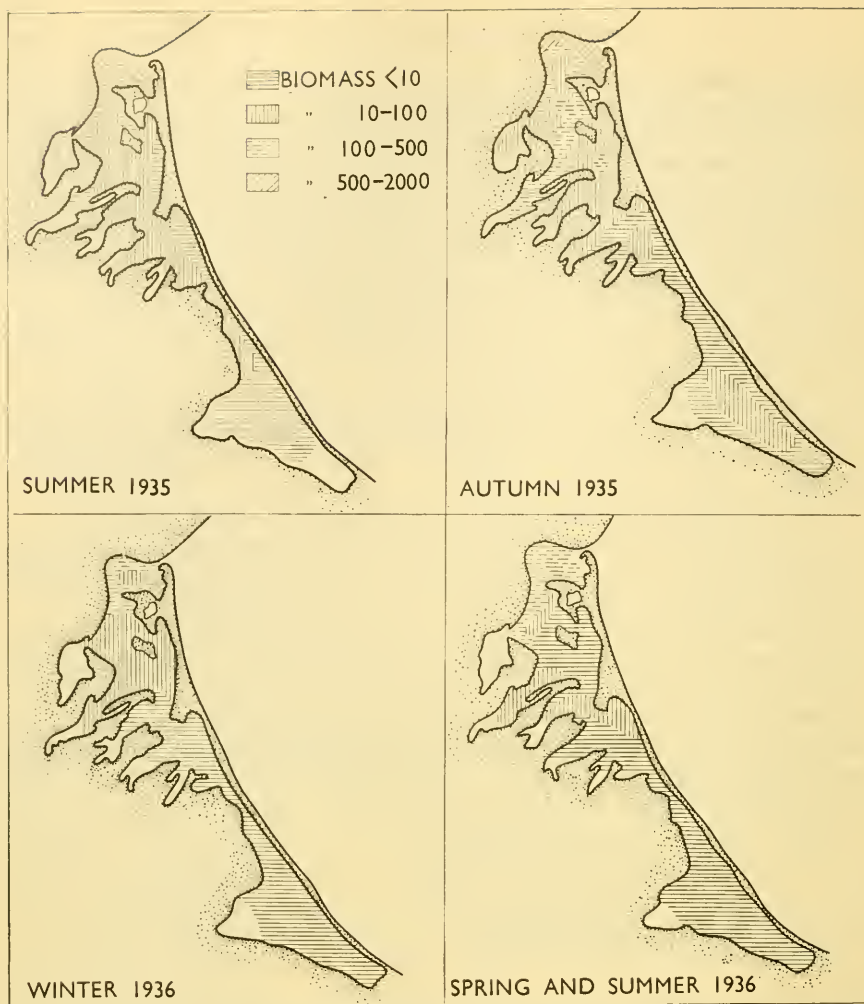 BIOMASS <10
" 10-100
" 100-500
" 500-2000
SUMMER 1935
AUTUMN 1935
WINTER 1936
SPRING AND SUMMER 1936